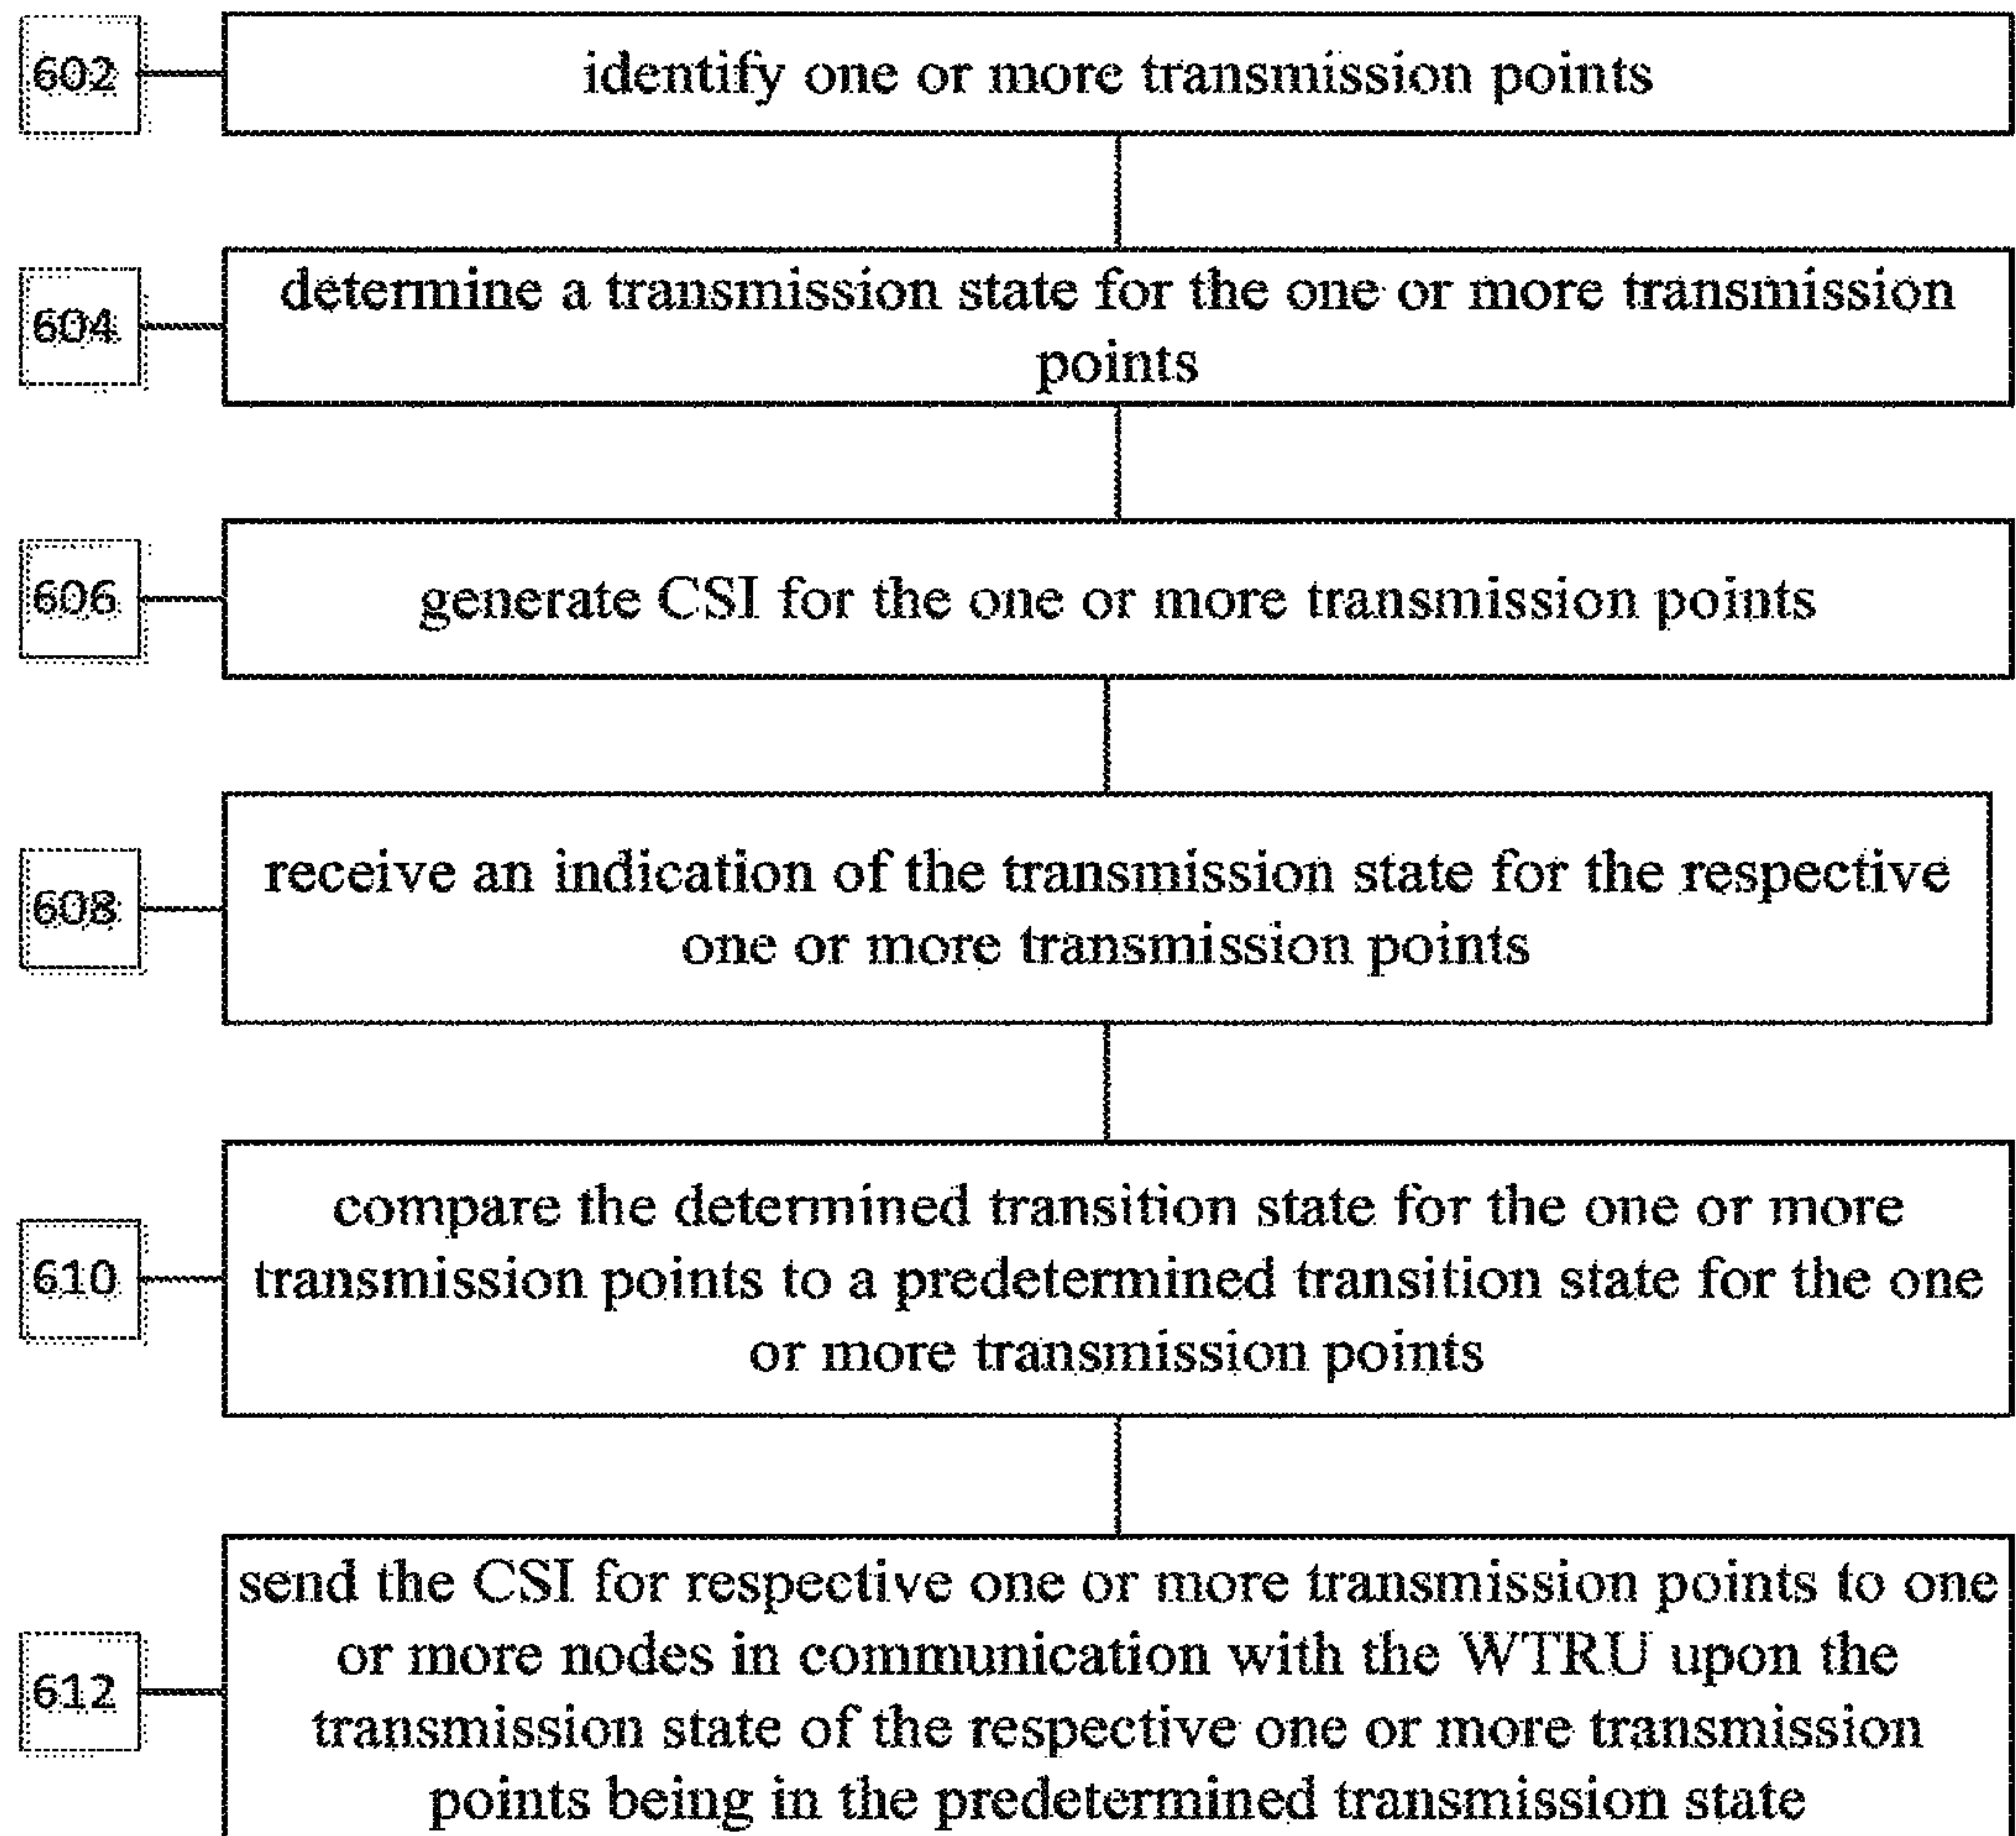 602
identify one or more transmission points
604
determine a transmission state for the one or more transmission
points
606
generate CSI for the one or more transmission points
608
receive an indication of the transmission state for the respective
one or more transmission points
610
compare the determined transition state for the one or more
transmission points to a predetermined transition state for the one
or more transmission points
612
send the CSI for respective one or more transmission points to one
or more nodes in communication with the WTRU upon the
transmission state of the respective one or more transmission
points being in the predetermined transmission state